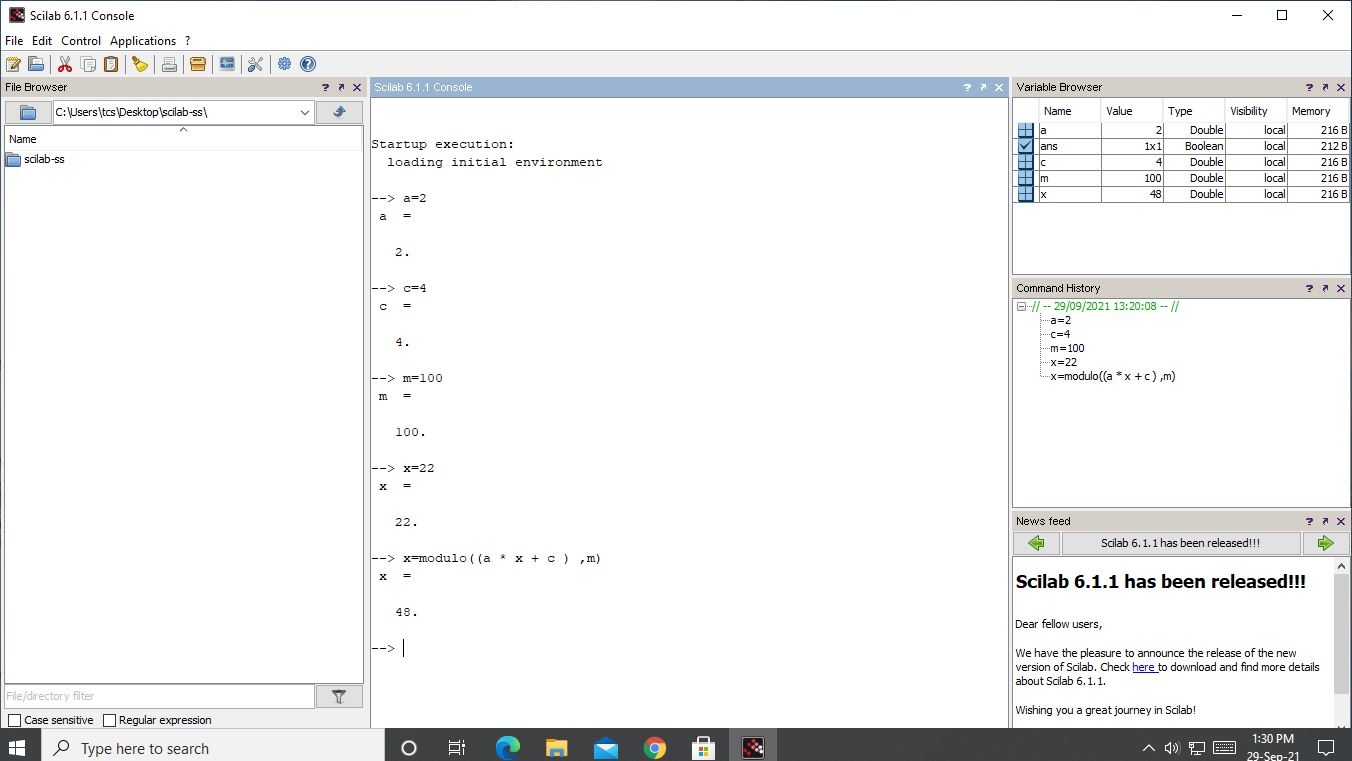 Scilab 6.1.1 Console
File Edit Control Applications ?
File Browser ? ↗ ×
C:\Users\tcs\Desktop\scilab-ss\
Name
scilab-ss
File/directory filter
Case sensitive Regular expression
Scilab 6.1.1 Console ? ↗ ×
Startup execution:
loading initial environment
--> a=2
a =
2.
--> c=4
c =
4.
--> m=100
m =
100.
--> x=22
x =
22.
--> x=modulo((a * x + c ) ,m)
x =
48.
-->
Variable Browser ? ↗ ×
Name Value Type Visibility Memory
a 2 Double local 216 B
ans 1x1 Boolean local 212 B
c 4 Double local 216 B
m 100 Double local 216 B
x 48 Double local 216 B
Command History ? ↗ ×
// -- 29/09/2021 13:20:08 -- //
a=2
c=4
m=100
x=22
x=modulo((a * x + c ) ,m)
News feed ? ↗ ×
Scilab 6.1.1 has been released!!!
Scilab 6.1.1 has been released!!!
Dear fellow users,
We have the pleasure to announce the release of the new
version of Scilab. Check here to download and find more details
about Scilab 6.1.1.
Wishing you a great journey in Scilab!
Type here to search
1:30 PM
29-Sep-21